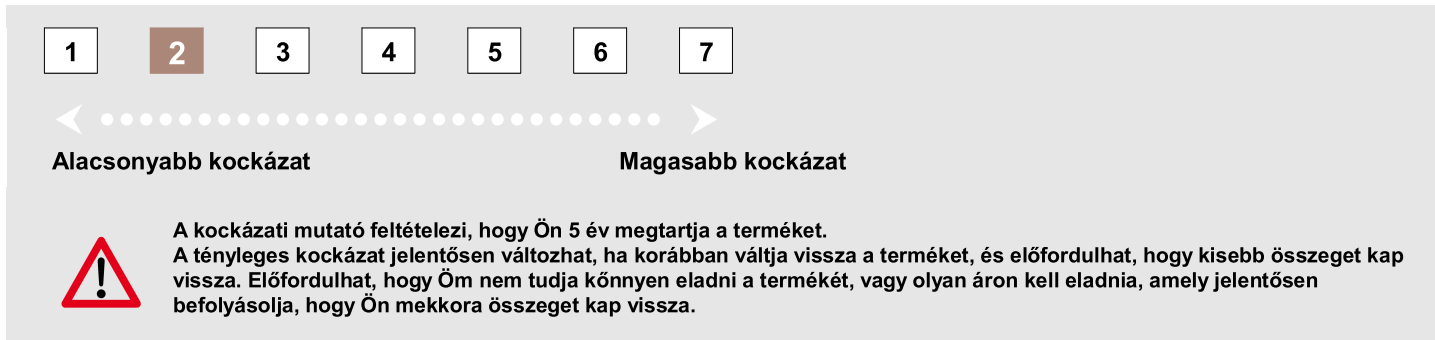 1 2 3 4 5 6 7
Alacsonyabb kockázat Magasabb kockázat
A kockázati mutató feltételezi, hogy Ön 5 év megtartja a terméket.
A tényleges kockázat jelentősen változhat, ha korábban váltja vissza a terméket, és előfordulhat, hogy kisebb összeget kap
vissza. Előfordulhat, hogy Öm nem tudja kőnnyen eladni a termékét, vagy olyan áron kell eladnia, amely jelentősen
befolyásolja, hogy Ön mekkora összeget kap vissza.